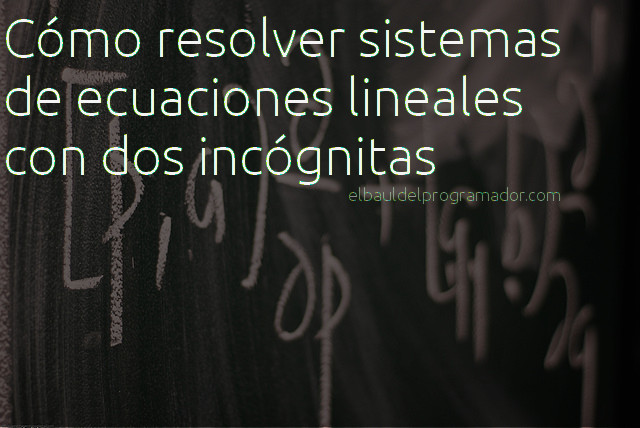 Cómo resolver sistemas
de ecuaciones lineales
con dos incógnitas
elbauldelprogramador.com